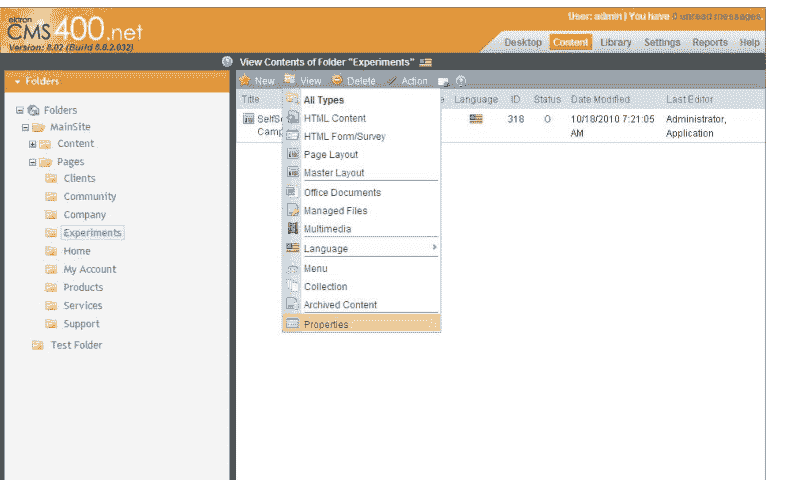 ektron
CMS400.net
Version: 8.02 (Build 8.0.2.032)
User: admin | You have 0 unread messages.
Desktop Content Library Settings Reports Help
View Contents of Folder "Experiments"
Folders
New View Delete Action
Title Language ID Status Date Modified Last Editor
318 O 10/18/2010 7:21:05 Administrator,
AM Application
All Types
HTML Content
HTML Form/Survey
Page Layout
Master Layout
Office Documents
Managed Files
Multimedia
Language
Menu
Collection
Archived Content
Properties
Folders
MainSite
Content
Pages
Clients
Community
Company
Experiments
Home
My Account
Products
Services
Support
Test Folder